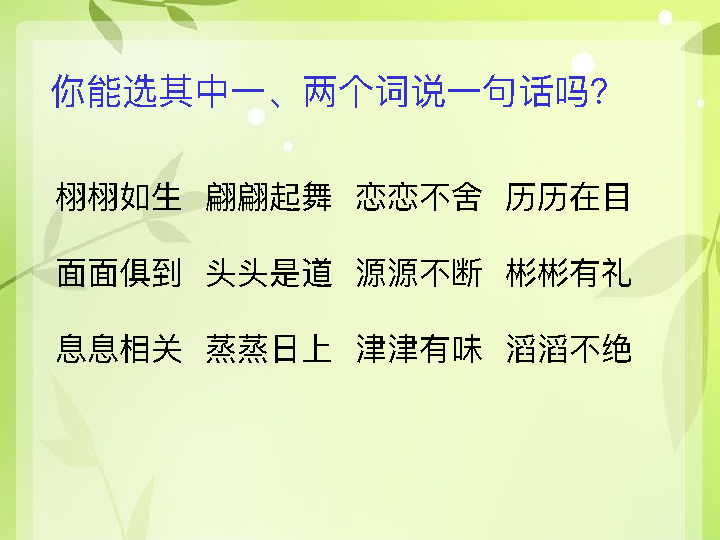 你能选其中一、两个词说一句话吗?
栩栩如生 翩翩起舞 恋恋不舍 历历在目
面面俱到 头头是道 源源不断 彬彬有礼
息息相关 蒸蒸日上 津津有味 滔滔不绝